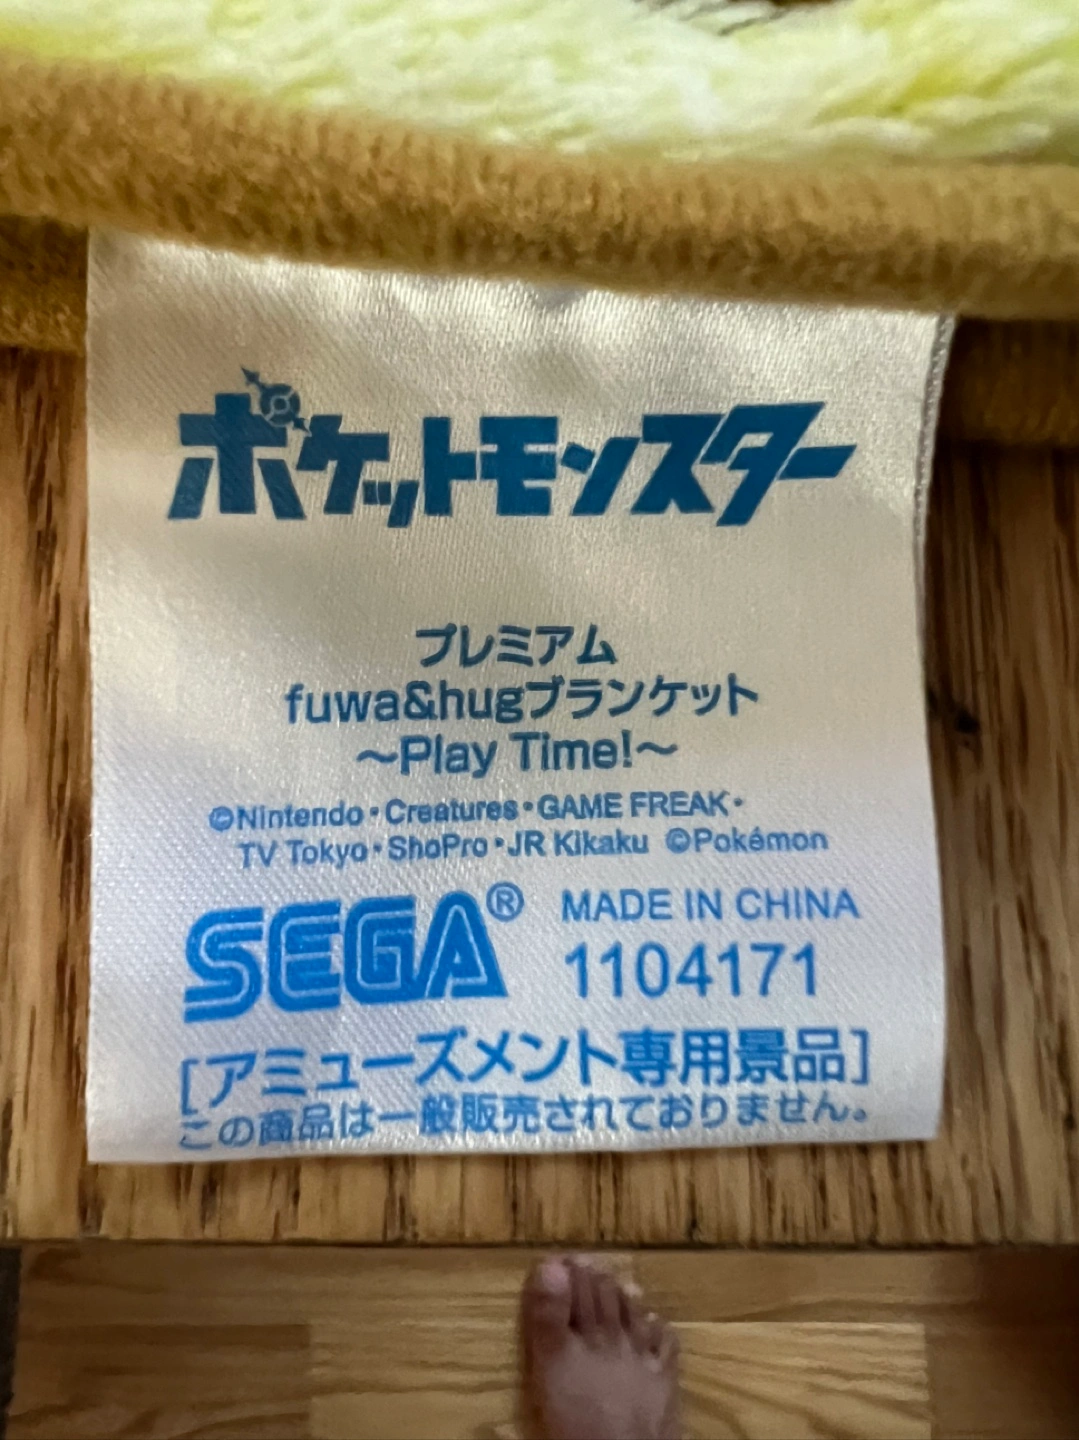 ポケットモンスター
プレミアム
fuwa&hugブランケット
～Play Time!～
©Nintendo・Creatures・GAME FREAK・
TV Tokyo・ShoPro・JR Kikaku ©Pokémon
SEGA® MADE IN CHINA
1104171
[アミューズメント専用景品]
この商品は一般販売されておりません。